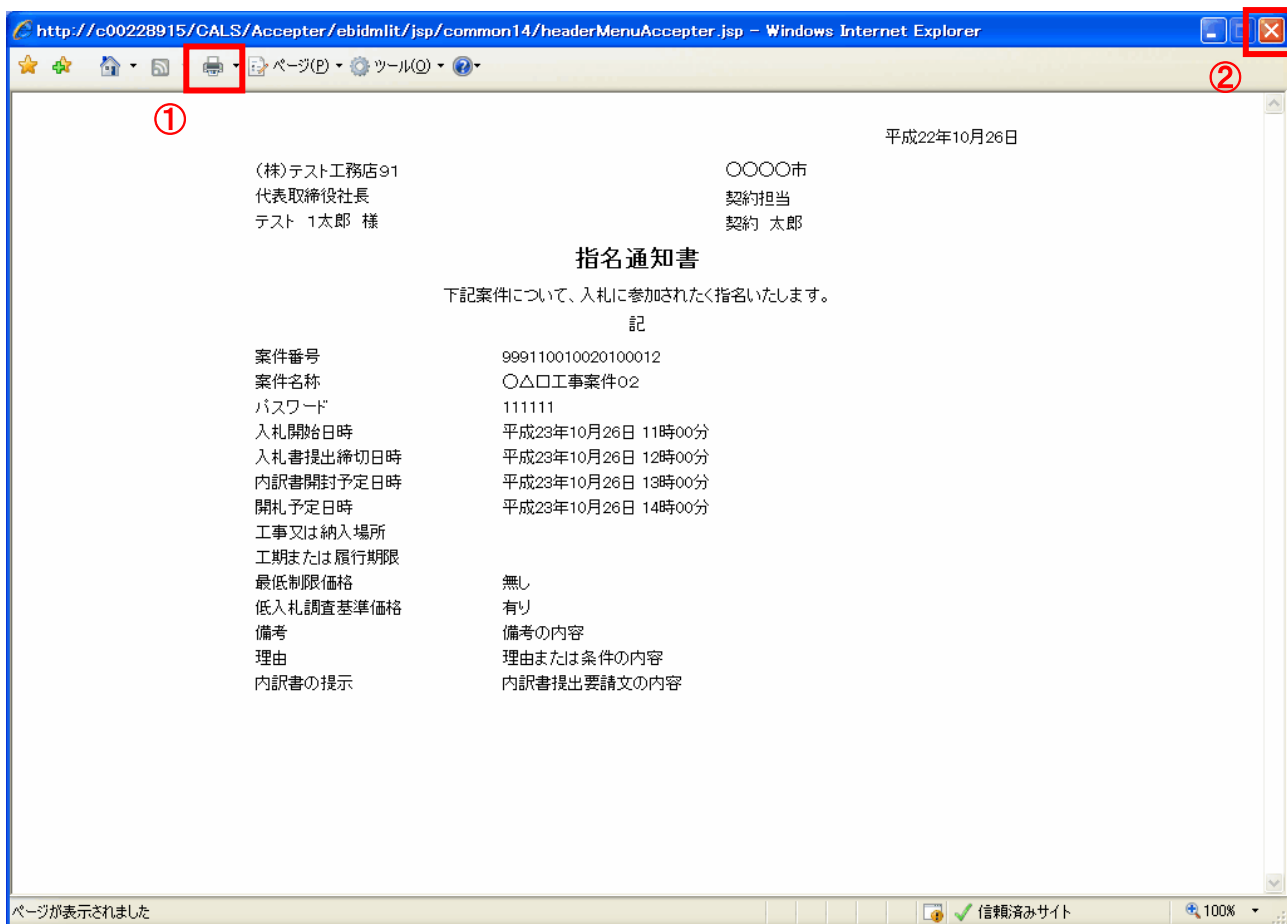 http://c00228915/CALS/Accepter/ebidmlit/jsp/common14/headerMenuAccepter.jsp - Windows Internet Explorer
ページ(P) ツール(O)
①
②
平成22年10月26日
(株)テスト工務店91 〇〇〇〇市
代表取締役社長 契約担当
テスト 1太郎 様 契約 太郎
指名通知書
下記案件について、入札に参加されたく指名いたします。
記
案件番号 999110010020100012
案件名称 〇△□工事案件02
パスワード 111111
入札開始日時 平成23年10月26日 11時00分
入札書提出締切日時 平成23年10月26日 12時00分
内訳書開封予定日時 平成23年10月26日 13時00分
開札予定日時 平成23年10月26日 14時00分
工事又は納入場所
工期または履行期限
最低制限価格 無し
低入札調査基準価格 有り
備考 備考の内容
理由 理由または条件の内容
内訳書の提示 内訳書提出要請文の内容
ページが表示されました 信頼済みサイト 100%